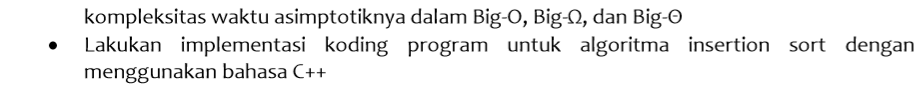 kompleksitas waktu asimptotiknya dalam Big-O, Big-Ω, dan Big-Θ
• Lakukan implementasi koding program untuk algoritma insertion sort dengan
menggunakan bahasa C++